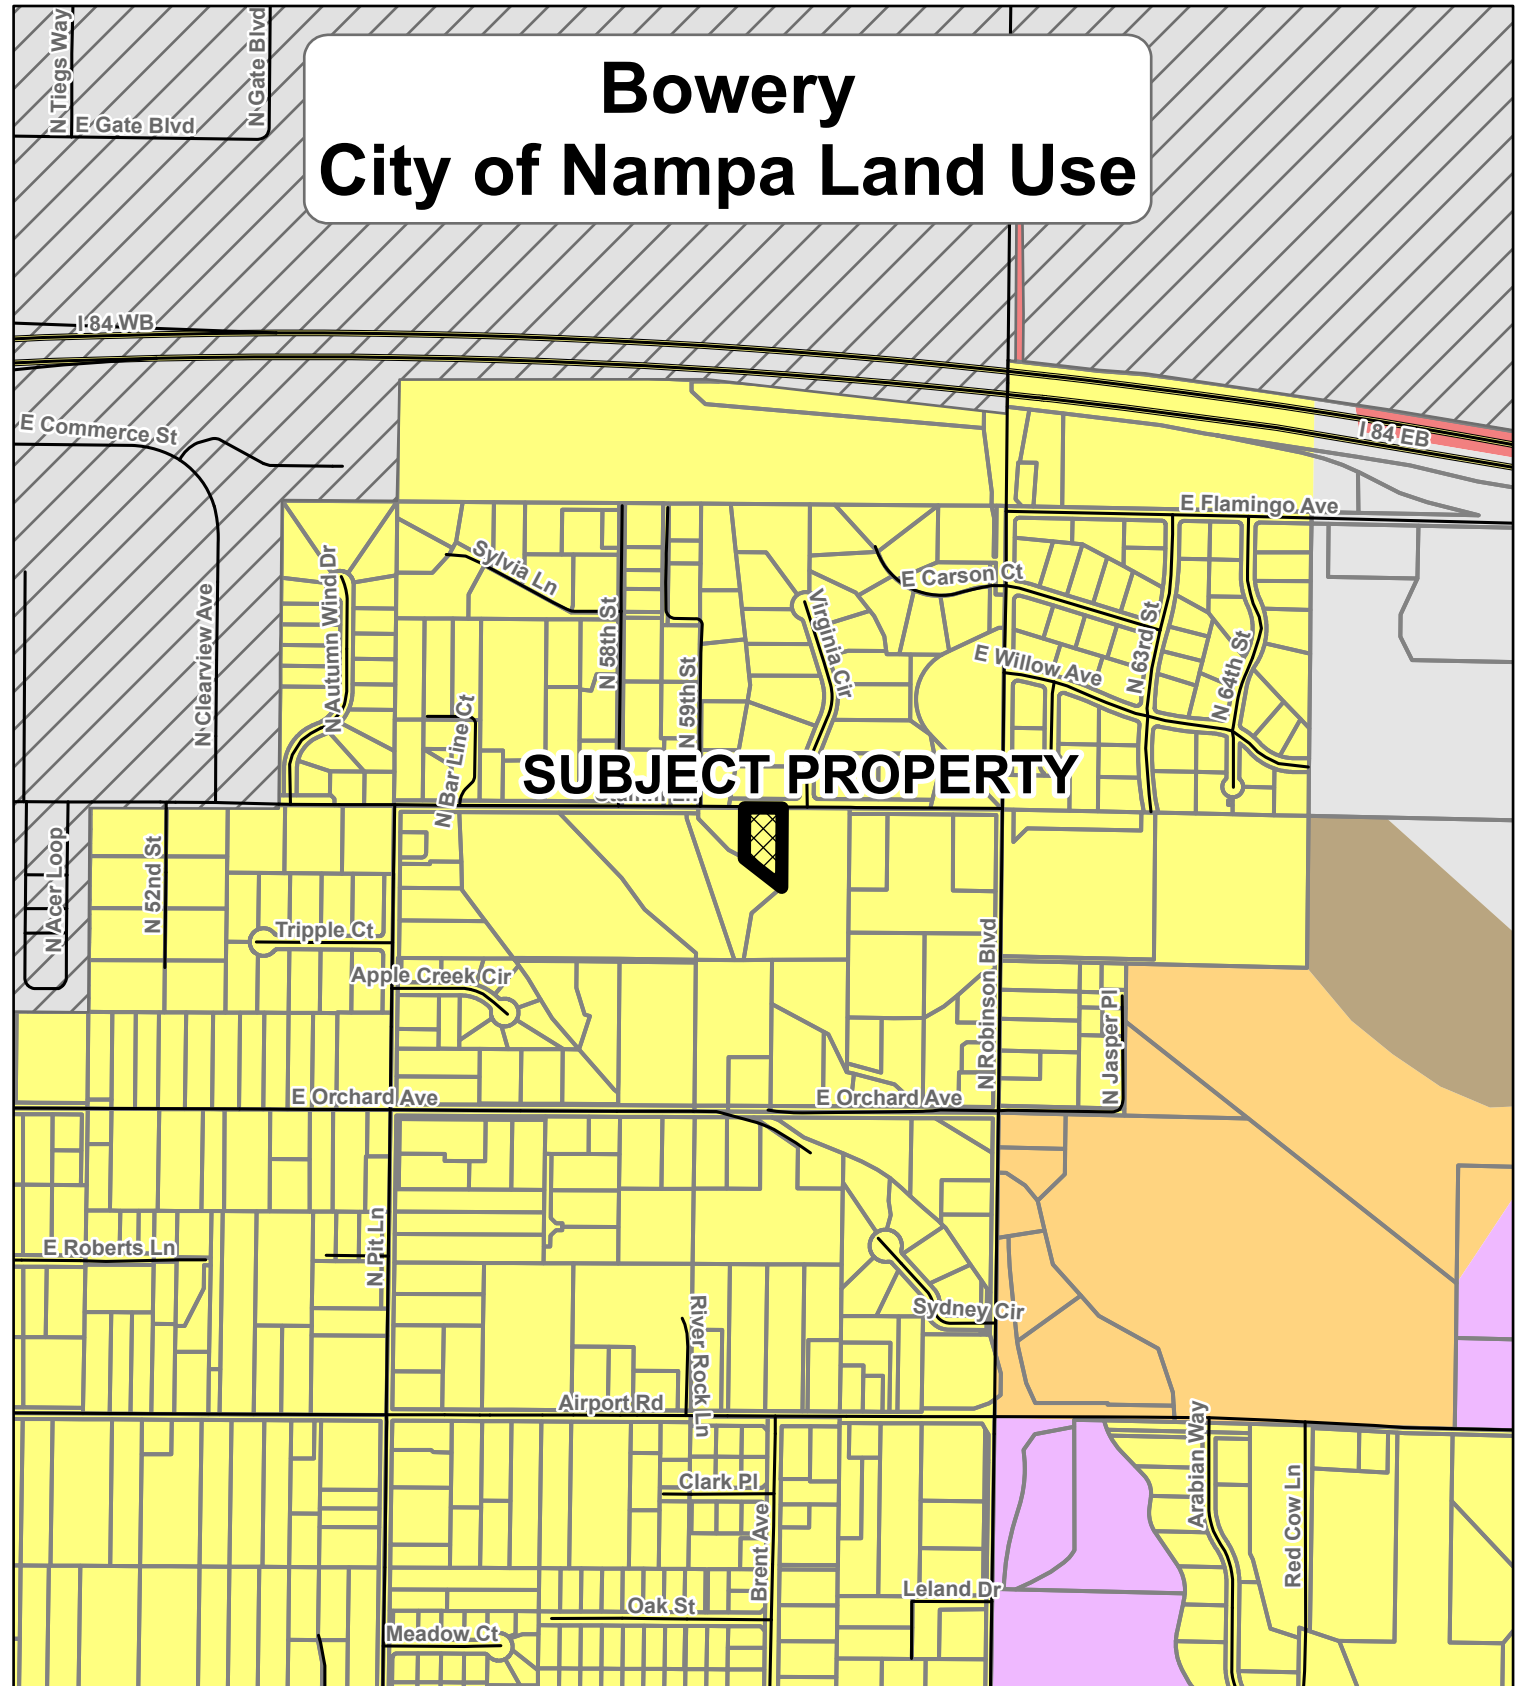 N Tiegs Way
N Gate Blvd
E Gate Blvd
Bowery
City of Nampa Land Use
I 84 WB
E Commerce St
I 84 EB
E Flamingo Ave
Sylvia Ln
N Autumn Wind Dr
N Clearview Ave
N 58th St
N 59th St
Virginia Cir
E Carson Ct
E Willow Ave
N 63rd St
N 64th St
N Bar Line Ct
SUBJECT PROPERTY
N Acer Loop
N 52nd St
Tripple Ct
Apple Creek Cir
N Robinson Blvd
N Jasper Pl
E Orchard Ave
E Orchard Ave
E Roberts Ln
N Pit Ln
River Rock Ln
Sydney Cir
Airport Rd
Arabian Way
Red Cow Ln
Clark Pl
Brent Ave
Leland Dr
Oak St
Meadow Ct